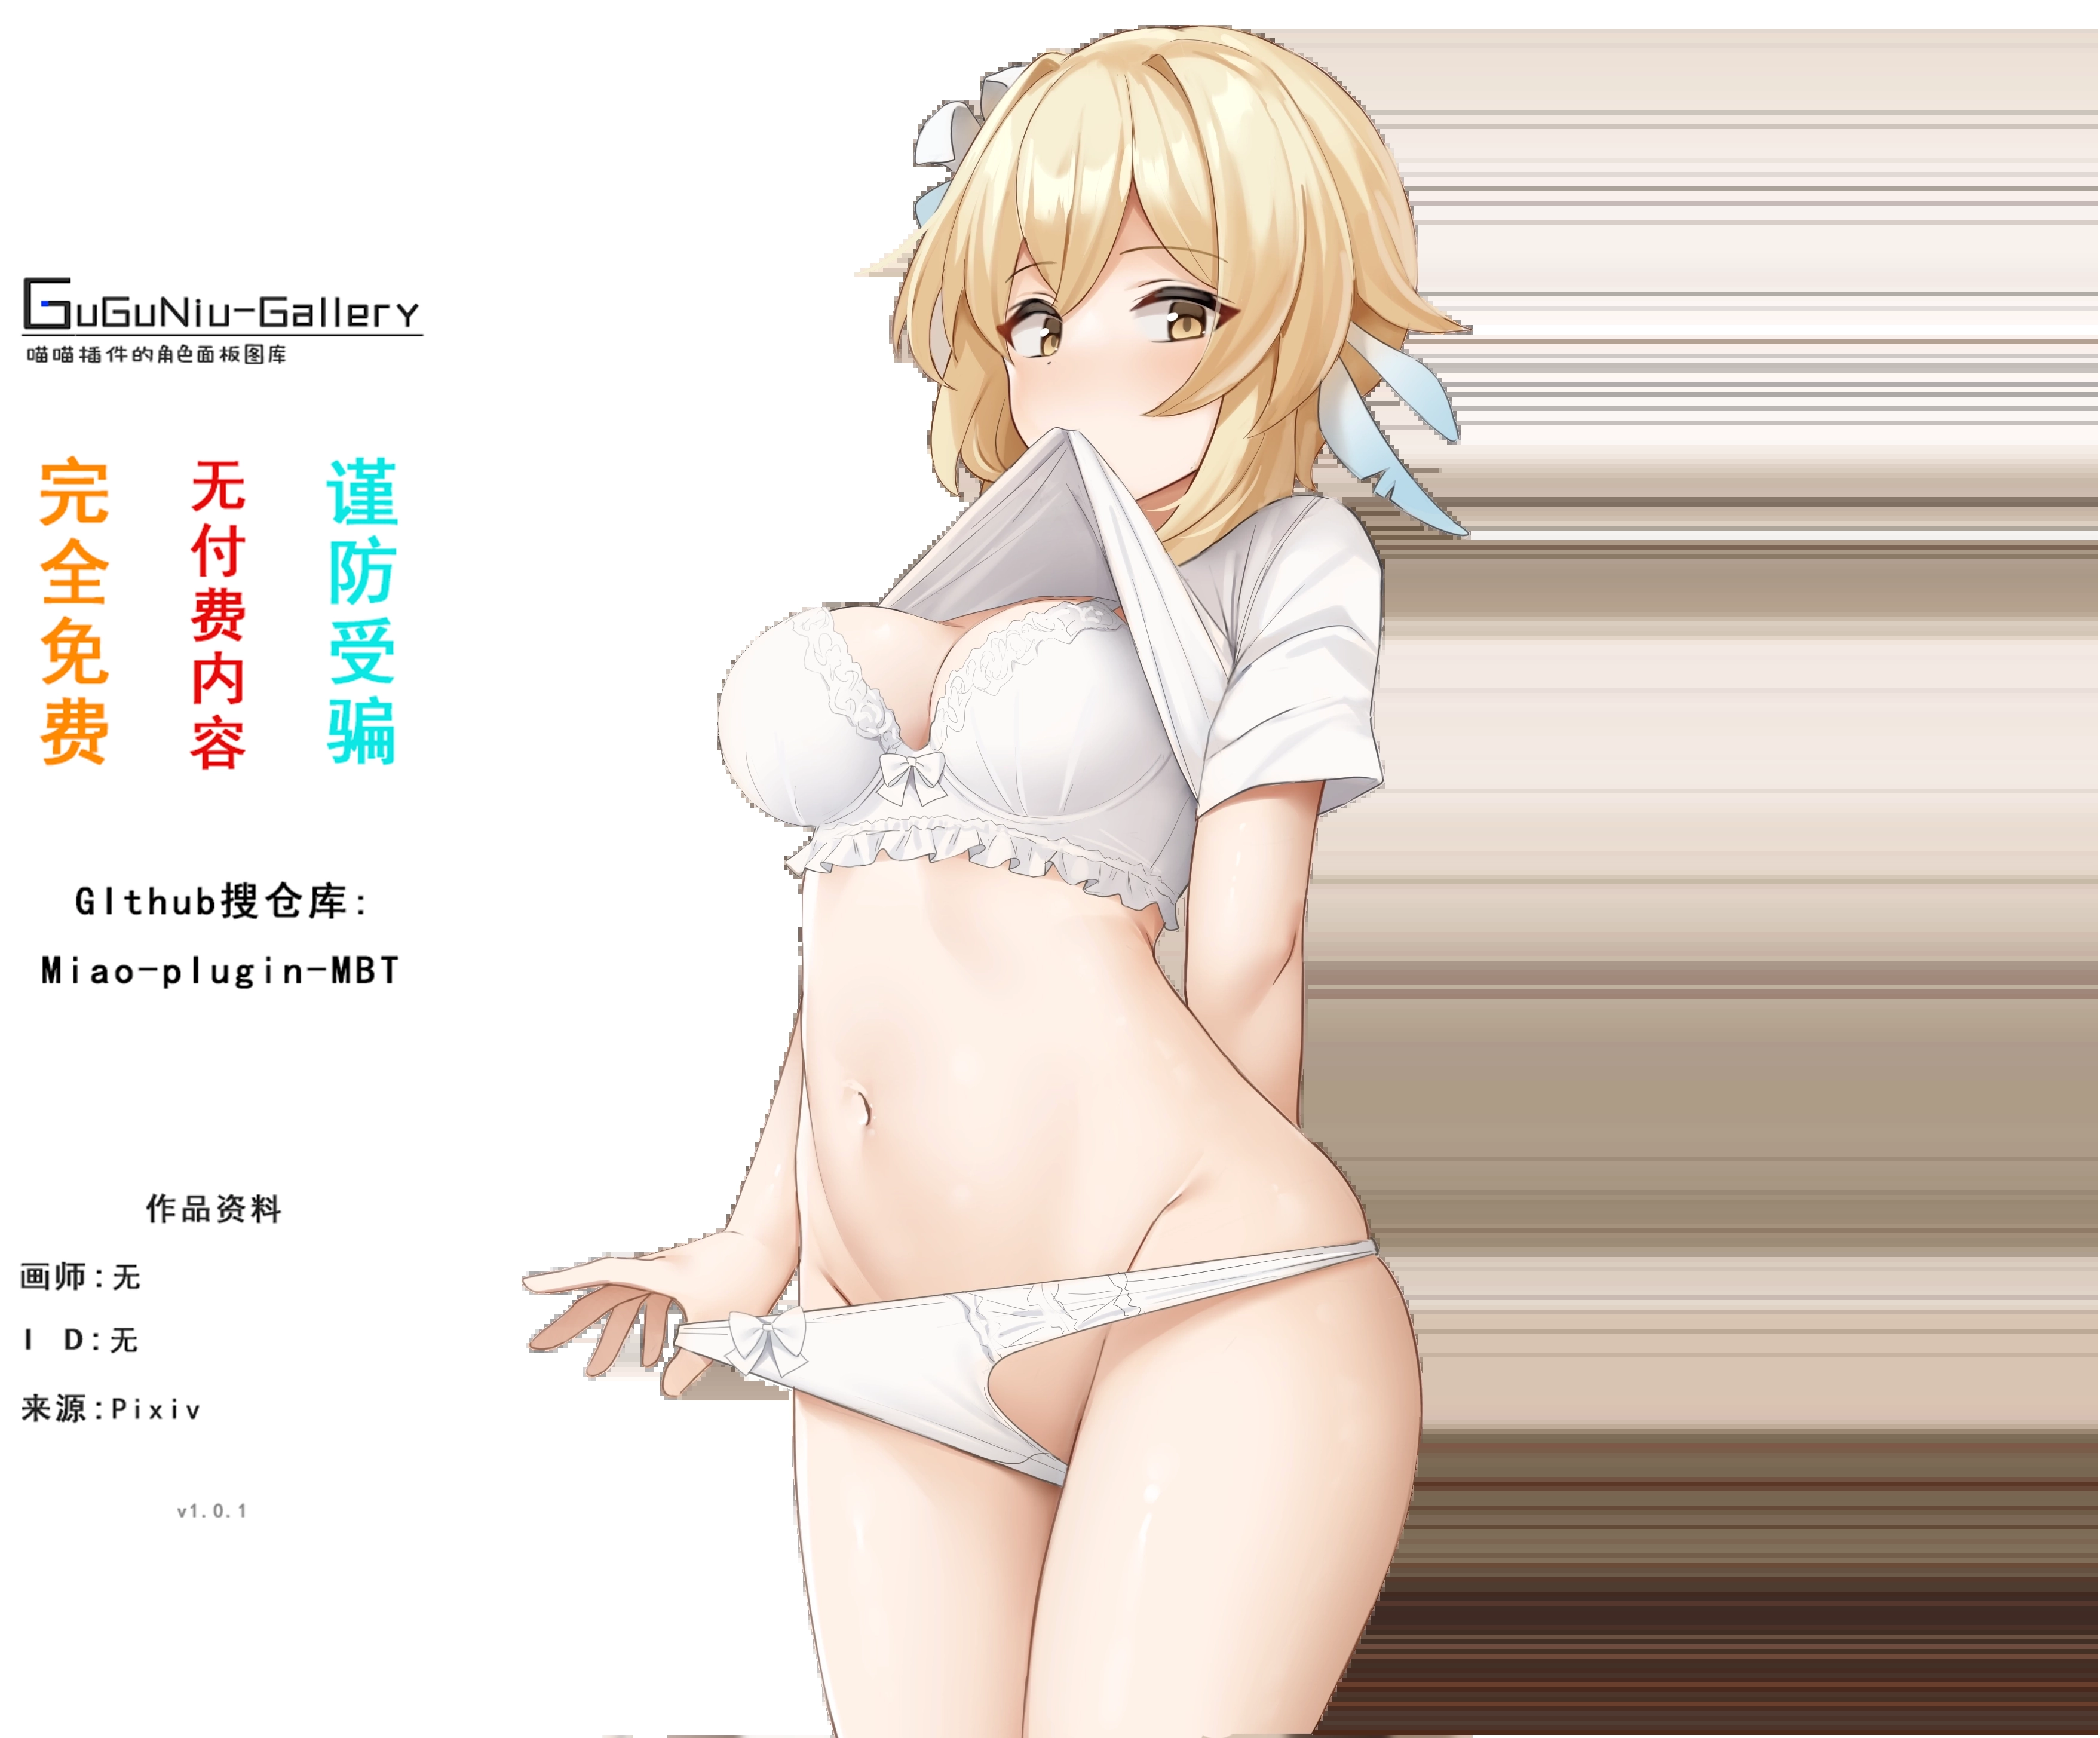 GuGuNiu-Gallery
喵喵插件的角色面板图库
完全免费
无付费内容
谨防受骗
GIthub搜仓库:
Miao-plugin-MBT
作品资料
画师:无
I D:无
来源:Pixiv
v1.0.1